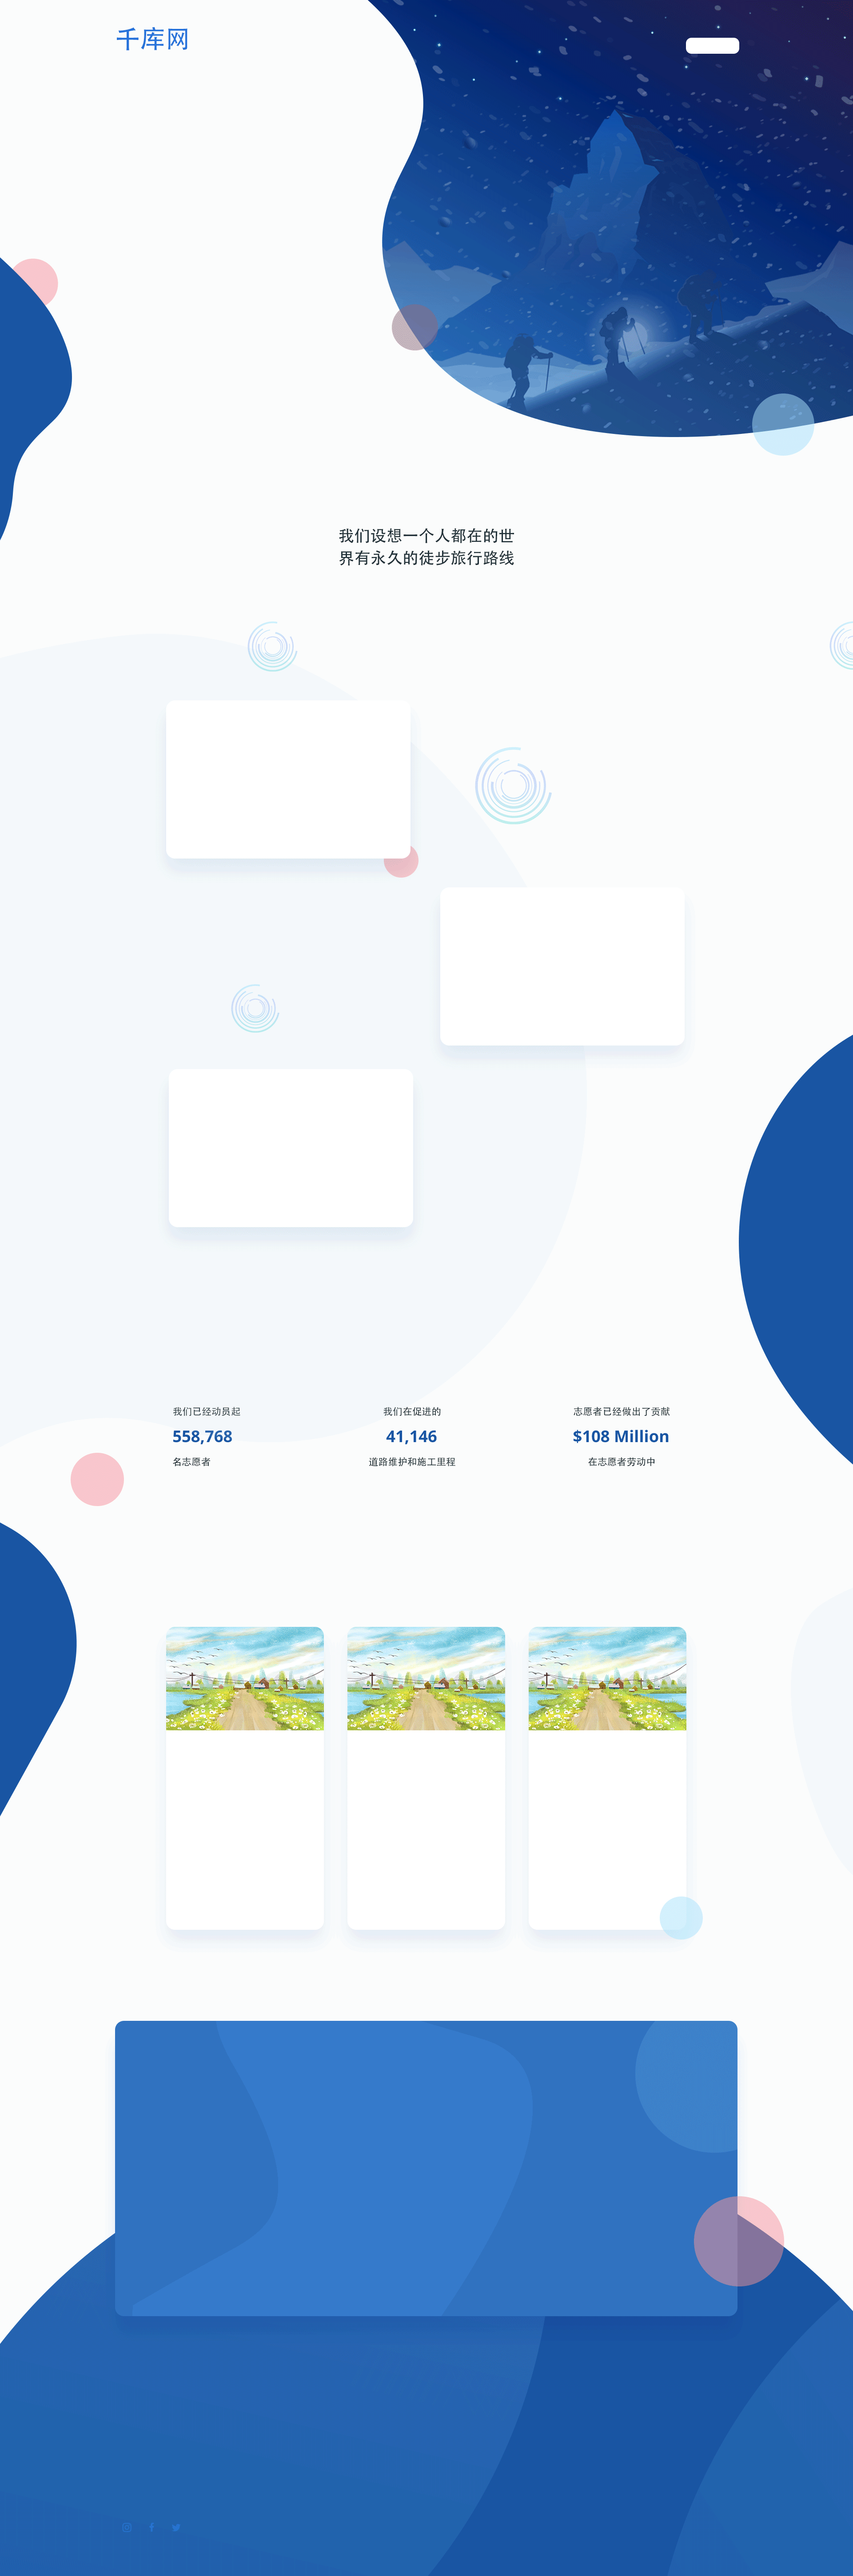 千库网
我们设想一个人都在的世
界有永久的徒步旅行路线
我们已经动员起
558,768
名志愿者
我们在促进的
41,146
道路维护和施工里程
志愿者已经做出了贡献
$108 Million
在志愿者劳动中